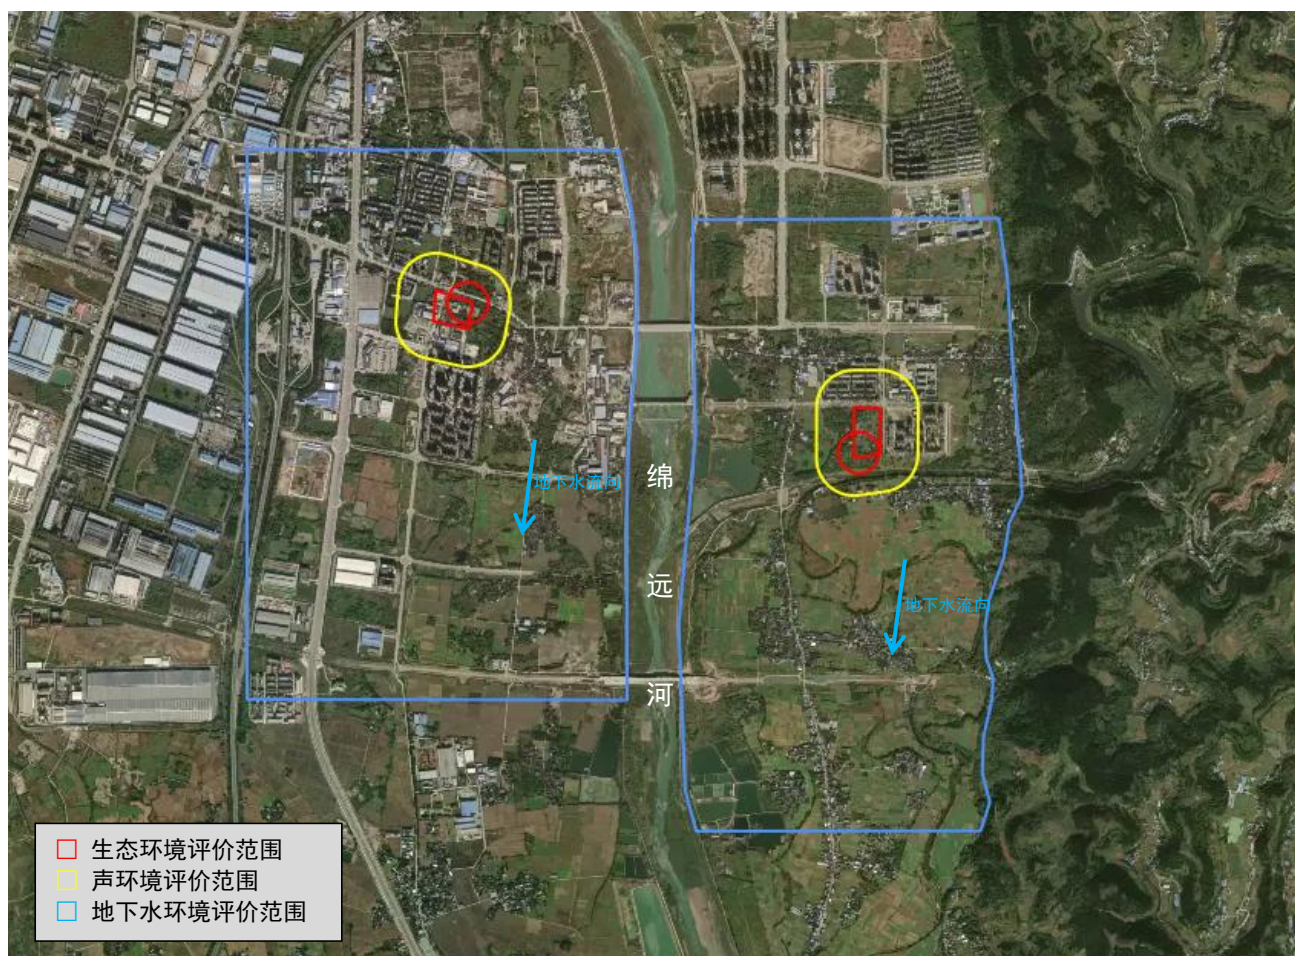 地下水流向
地下水流向
绵
远
河
生态环境评价范围
声环境评价范围
地下水环境评价范围